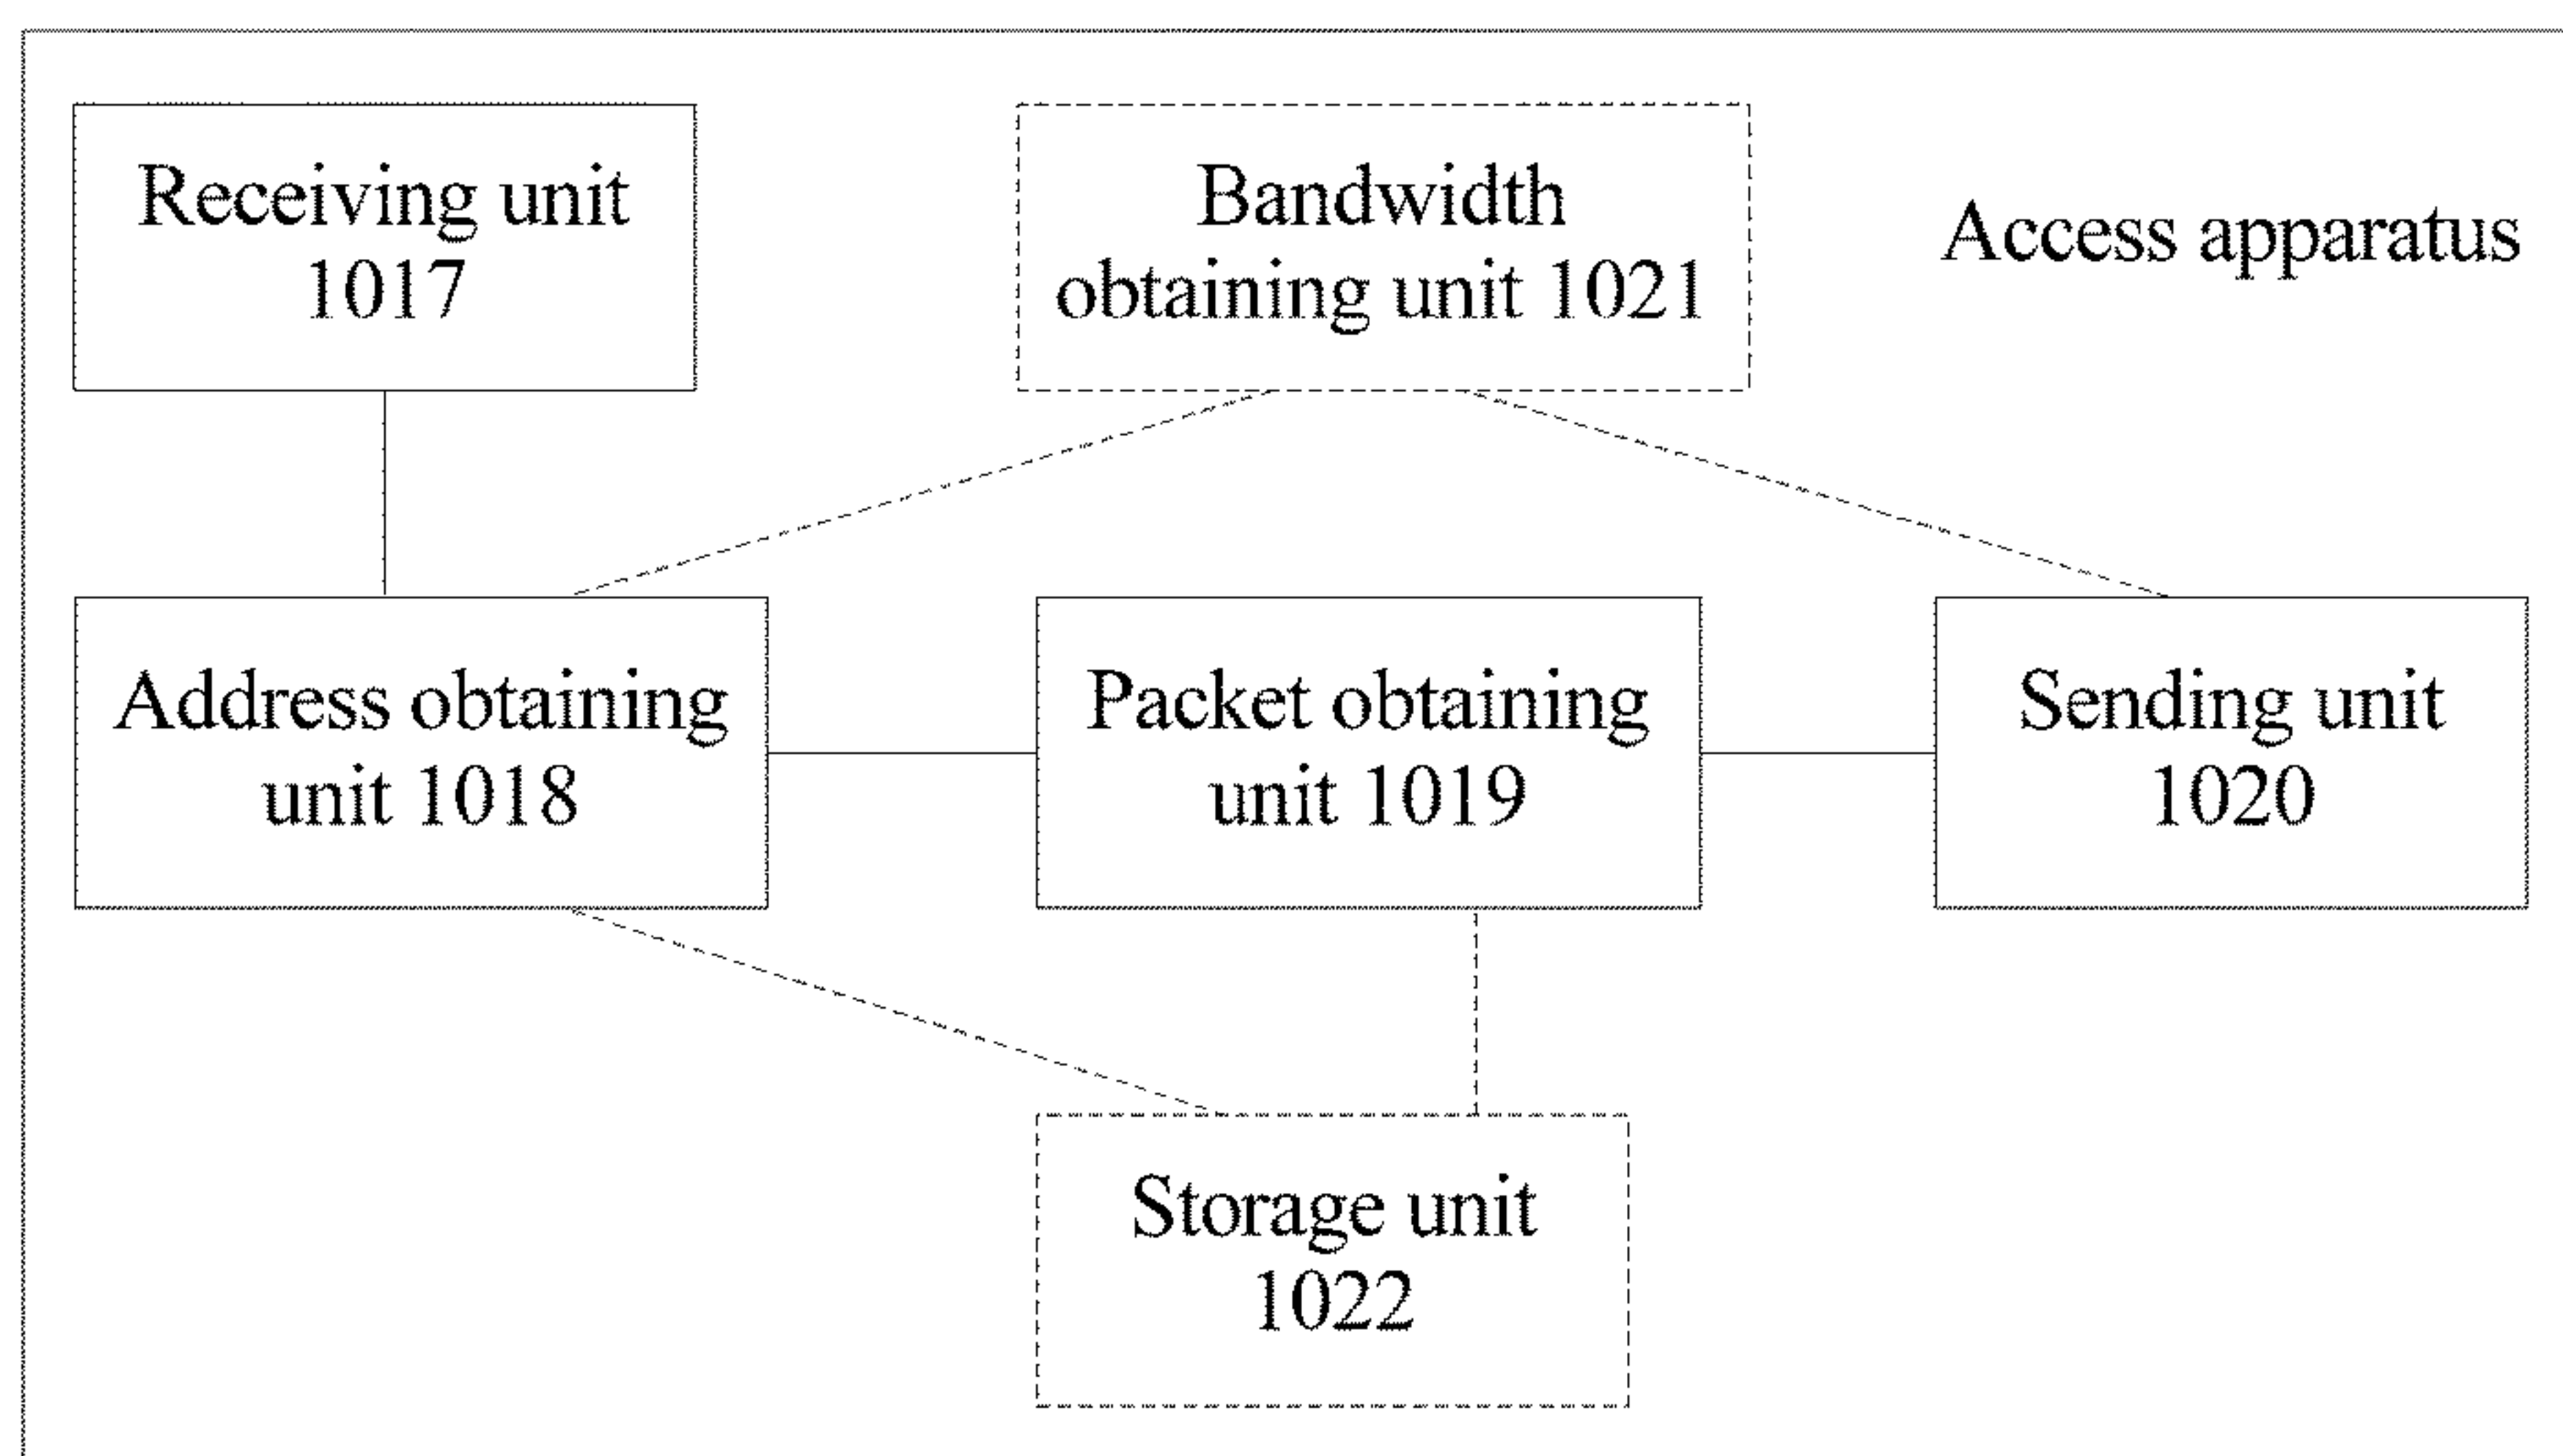 Receiving unit
1017
Bandwidth
obtaining unit 1021
Access apparatus
Address obtaining
unit 1018
Packet obtaining
unit 1019
Sending unit
1020
Storage unit
1022